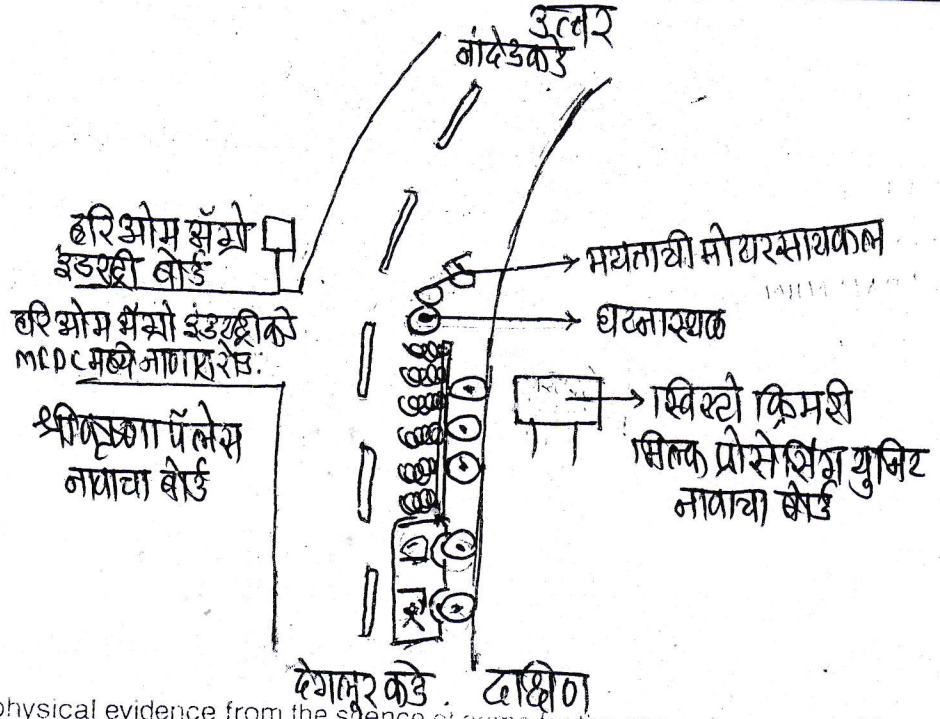 उत्तर
नांदेडकडे
हरिओम ॲग्रो
इंडस्ट्री बोर्ड
मयताची मोटारसायकल
घटनास्थळ
हरिओम ॲग्रो इंडस्ट्रीकडे
MIDC मध्ये जाणारा रोड.
श्रीकृष्णा पॅलेस
नावाचा बोर्ड
क्रिमरी
मिल्क प्रोसेसिंग युनिट
नावाचा बोर्ड
देगलूर कडे
दक्षिण
physical evidence from the